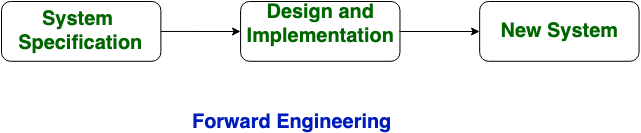 System
Specification
Design and
Implementation
New System
Forward Engineering